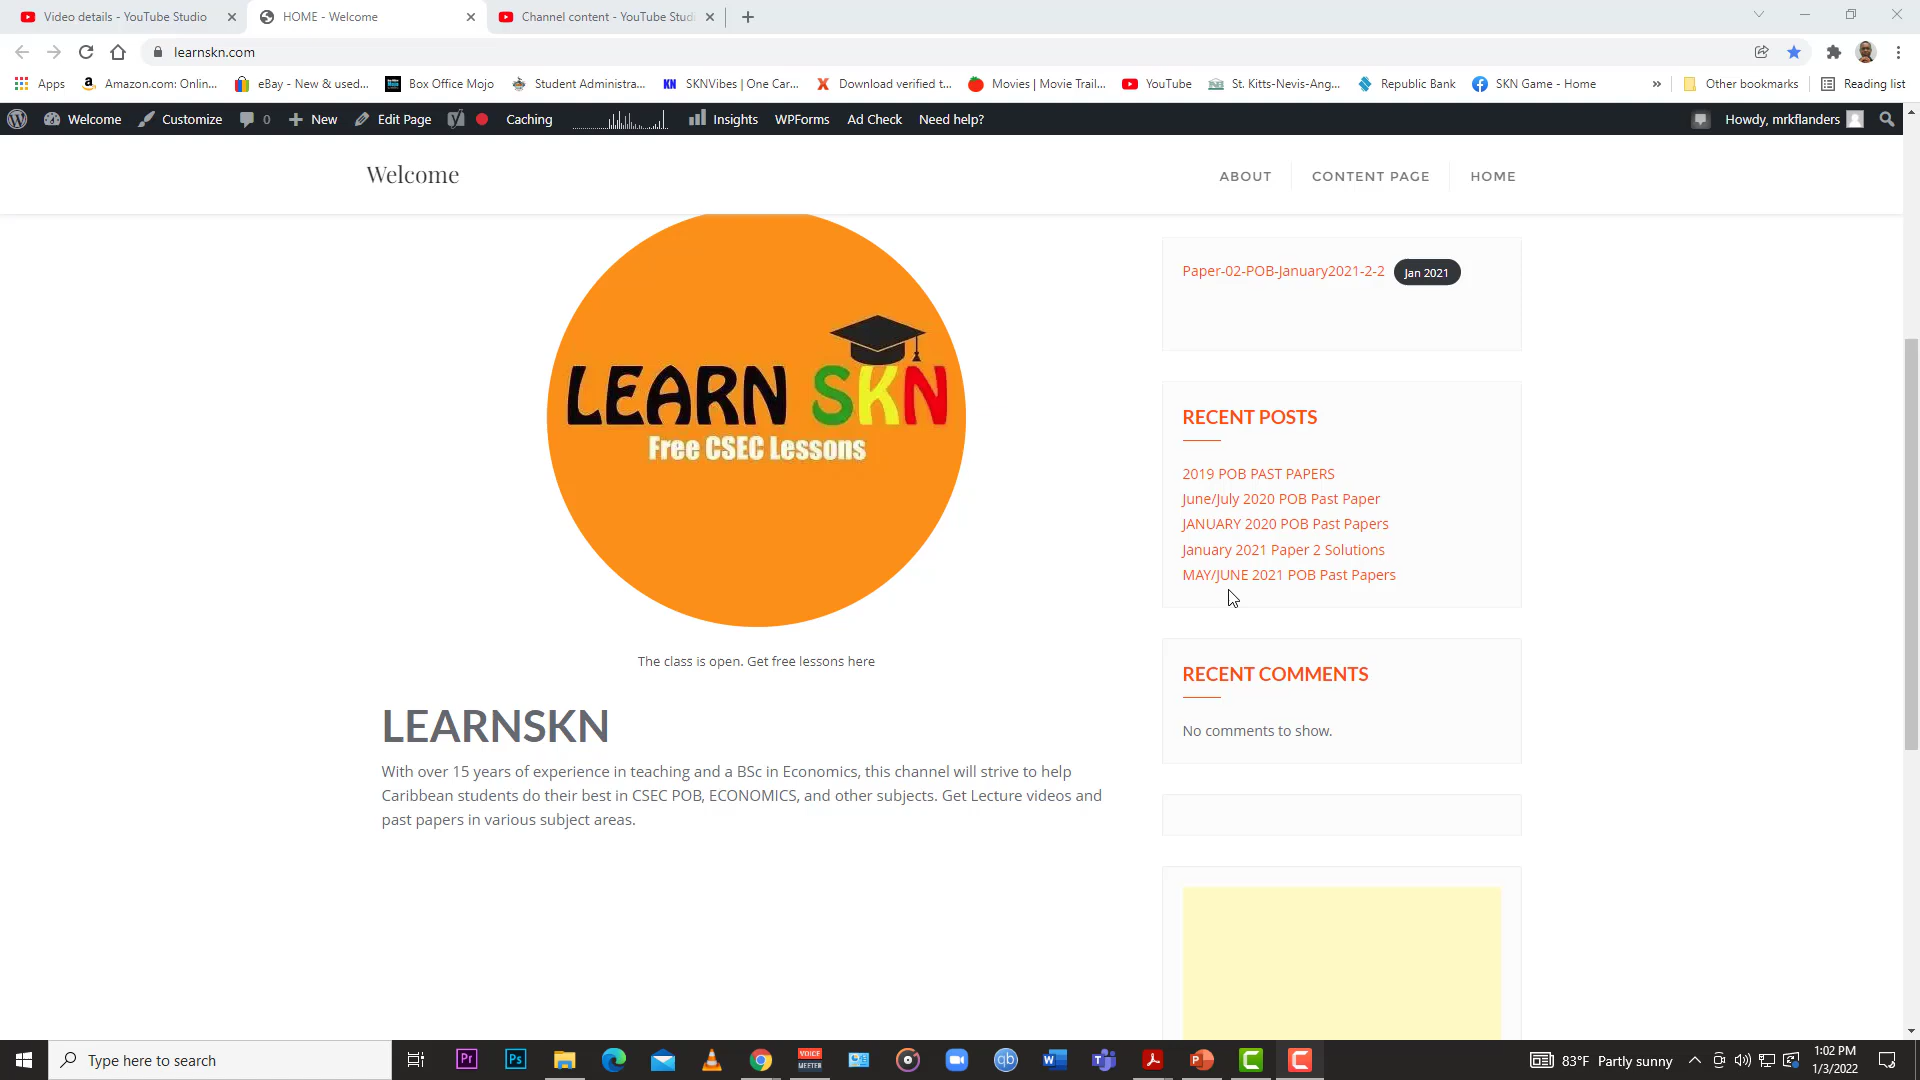 Video details - YouTube Studio
HOME - Welcome
Channel content - YouTube Stud
learnskn.com
Apps
Amazon.com: Onlin...
eBay - New & used...
Box Office Mojo
Student Administra...
KN SKNVibes | One Car...
Download verified t...
Movies | Movie Trail...
YouTube
St. Kitts-Nevis-Ang...
Republic Bank
SKN Game - Home
»
Other bookmarks
Reading list
Welcome
Customize
0
New
Edit Page
Caching
Insights
WPForms
Ad Check
Need help?
Howdy, mrkflanders
Welcome
ABOUT
CONTENT PAGE
HOME
LEARN SKN
Free CSEC Lessons
The class is open. Get free lessons here
LEARNSKN
With over 15 years of experience in teaching and a BSc in Economics, this channel will strive to help
Caribbean students do their best in CSEC POB, ECONOMICS, and other subjects. Get Lecture videos and
past papers in various subject areas.
Paper-02-POB-January2021-2-2 Jan 2021
RECENT POSTS
2019 POB PAST PAPERS
June/July 2020 POB Past Paper
JANUARY 2020 POB Past Papers
January 2021 Paper 2 Solutions
MAY/JUNE 2021 POB Past Papers
RECENT COMMENTS
No comments to show.
Type here to search
Pr
Ps
VOICE
MEETER
qb
W
83°F Partly sunny
1:02 PM
1/3/2022